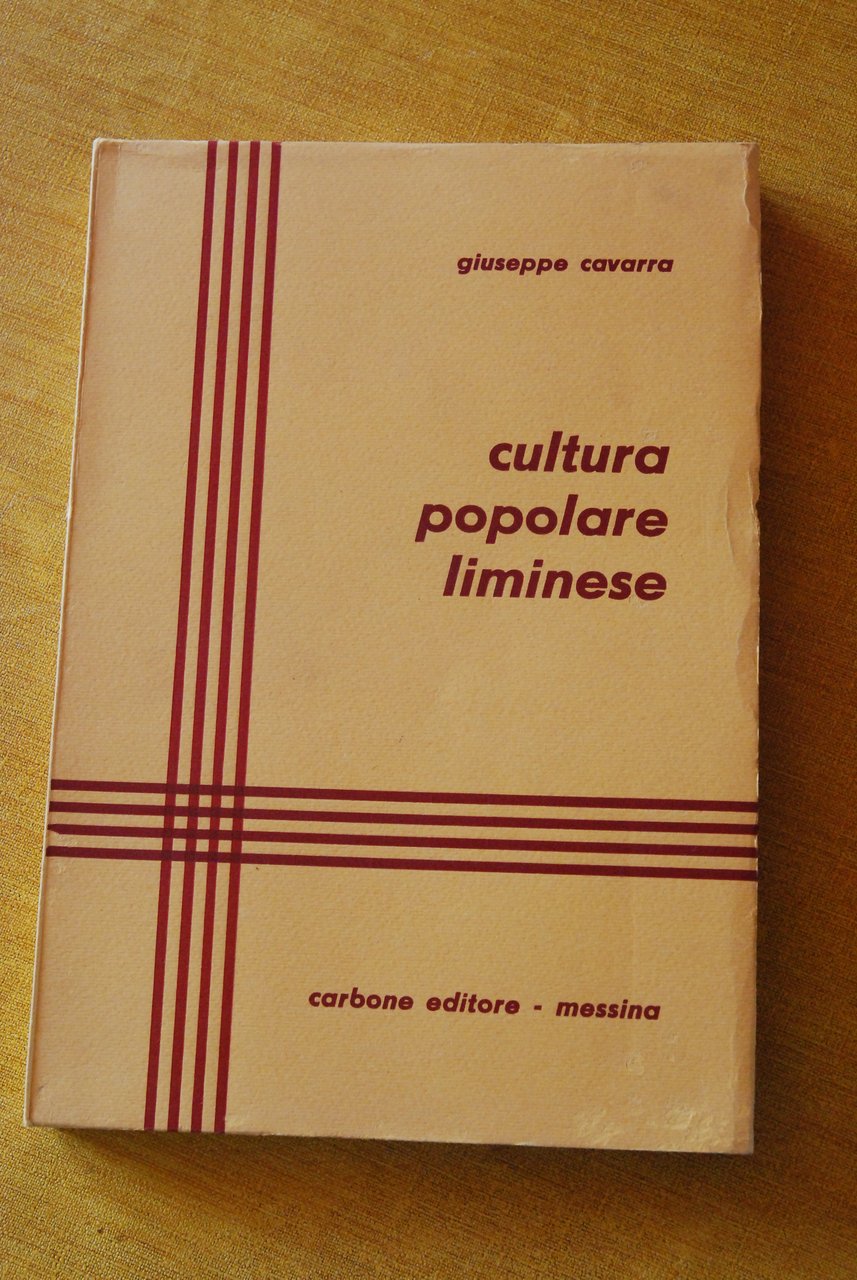 giuseppe cavarra
cultura
popolare
liminese
carbone editore - messina